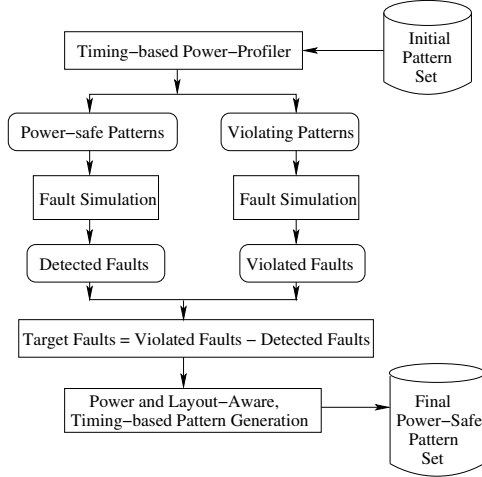 Timing−based Power−Profiler
Initial
Pattern
Set
Power−safe Patterns
Violating Patterns
Fault Simulation
Fault Simulation
Detected Faults
Violated Faults
Target Faults = Violated Faults − Detected Faults
Power and Layout−Aware,
Timing−based Pattern Generation
Final
Power−Safe
Pattern
Set